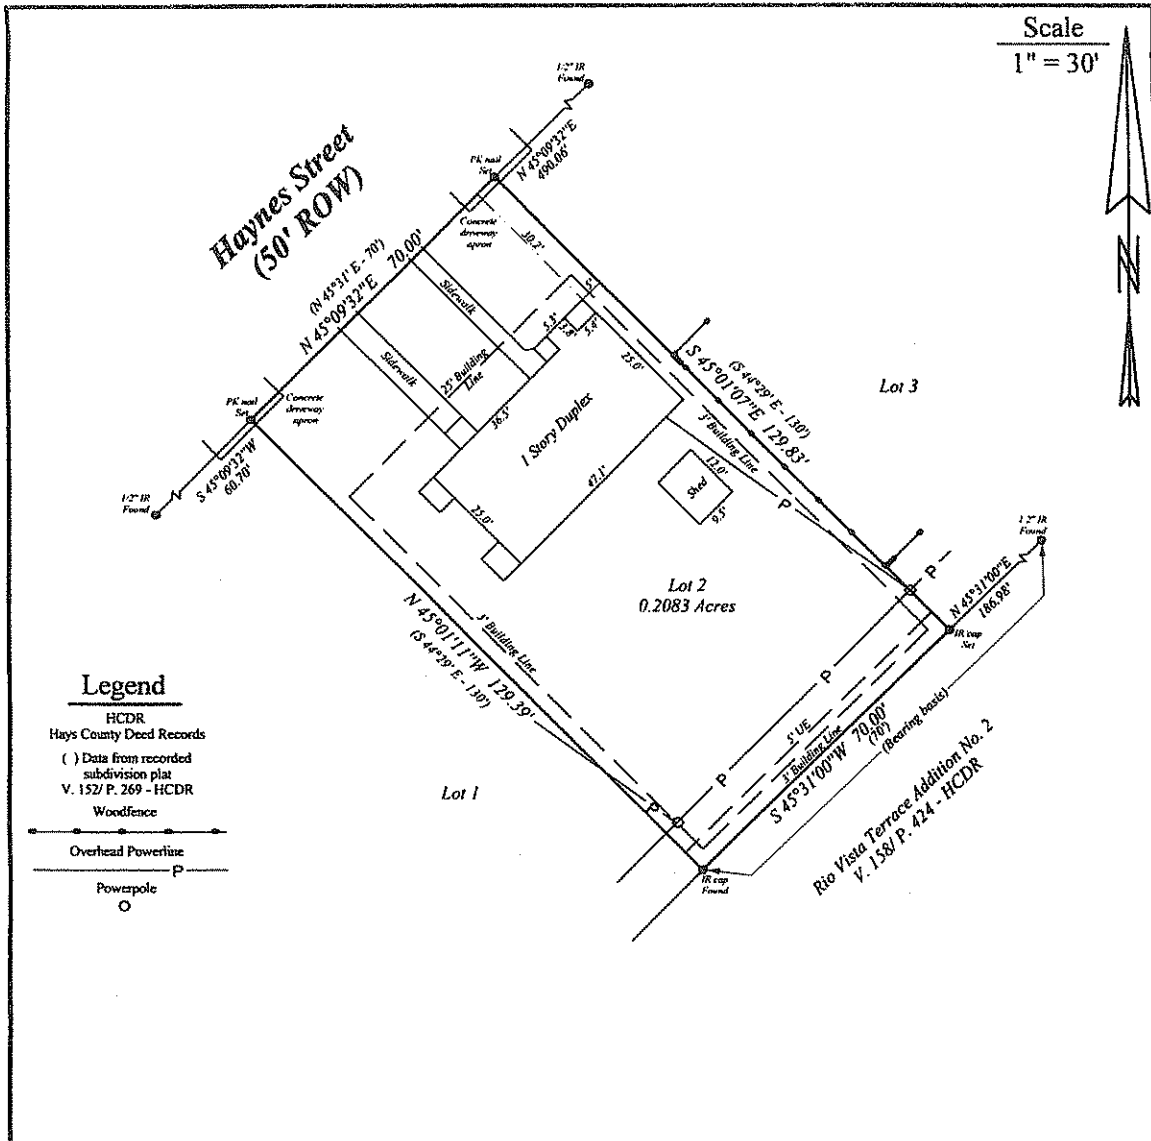 Scale
1" = 30'
1/2" IR
Found
N 45°09'32"E
490.06'
PK nail
Set
Haynes Street
(50' ROW)
Concrete
driveway
apron
30.2'
(N 45°31' E - 70')
N 45°09'32"E 70.00'
Sidewalk
Sidewalk
5'
5.3'
3.8'
5.4'
25.0'
25' Building
Line
36.5'
1 Story Duplex
47.1'
25.0'
PK nail
Set
Concrete
driveway
apron
S 45°09'32"W
60.70'
1/2" IR
Found
(S 44°29' E - 130')
S 45°01'07"E 129.83'
Lot 3
Building Line
12.0'
Shed
9.5'
P
P
1/2" IR
Found
N 45°31'00"E
186.98'
IR cap
Set
Lot 2
0.2083 Acres
Building Line
N 45°01'11"W 129.39'
(S 44°29' E - 130')
P
P
P
5' UE
Building Line
S 45°31'00"W 70.00'
(70')
(Bearing basis)
Rio Vista Terrace Addition No. 2
V. 158/ P. 424 - HCDR
IR cap
Found
Lot 1
Legend
HCDR
Hays County Deed Records
( ) Data from recorded
subdivision plat
V. 152/ P. 269 - HCDR
Woodfence
Overhead Powerline
P
Powerpole
N